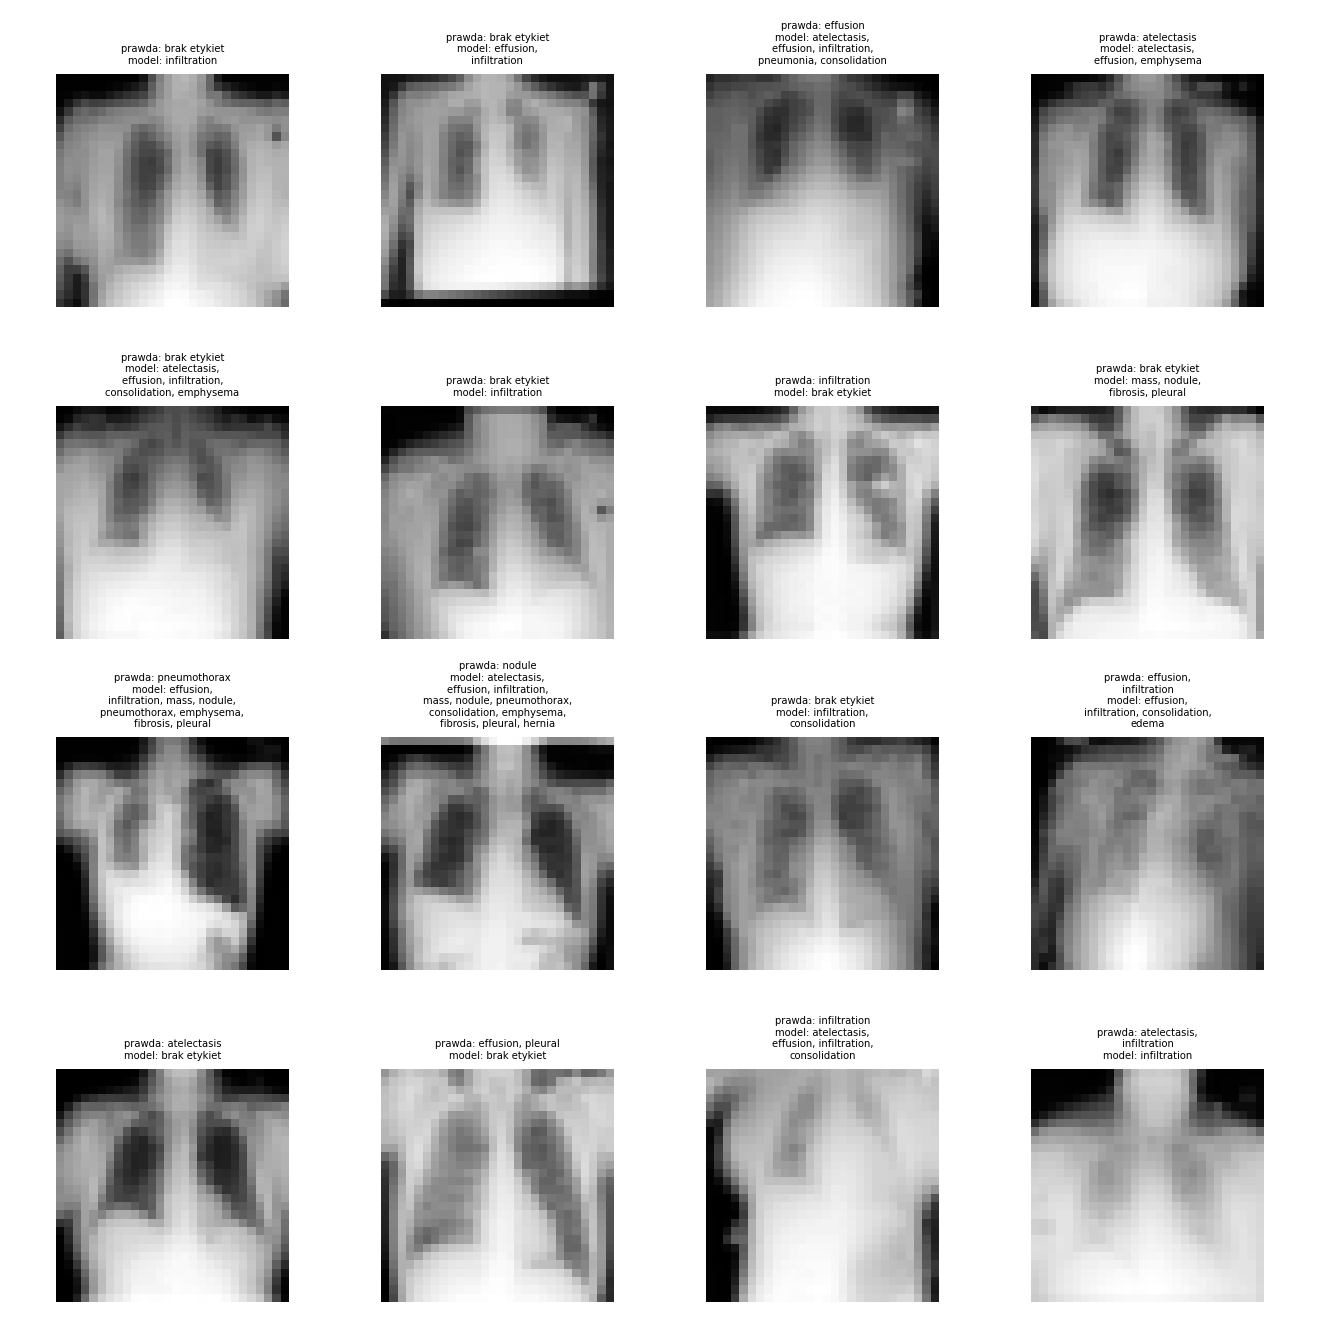 prawda: brak etykiet
model: infiltration
prawda: brak etykiet
model: effusion,
infiltration
prawda: effusion
model: atelectasis,
effusion, infiltration,
pneumonia, consolidation
prawda: atelectasis
model: atelectasis,
effusion, emphysema
prawda: brak etykiet
model: atelectasis,
effusion, infiltration,
consolidation, emphysema
prawda: brak etykiet
model: infiltration
prawda: infiltration
model: brak etykiet
prawda: brak etykiet
model: mass, nodule,
fibrosis, pleural
prawda: pneumothorax
model: effusion,
infiltration, mass, nodule,
pneumothorax, emphysema,
fibrosis, pleural
prawda: nodule
model: atelectasis,
effusion, infiltration,
mass, nodule, pneumothorax,
consolidation, emphysema,
fibrosis, pleural, hernia
prawda: brak etykiet
model: infiltration,
consolidation
prawda: effusion,
infiltration
model: effusion,
infiltration, consolidation,
edema
prawda: atelectasis
model: brak etykiet
prawda: effusion, pleural
model: brak etykiet
prawda: infiltration
model: atelectasis,
effusion, infiltration,
consolidation
prawda: atelectasis,
infiltration
model: infiltration